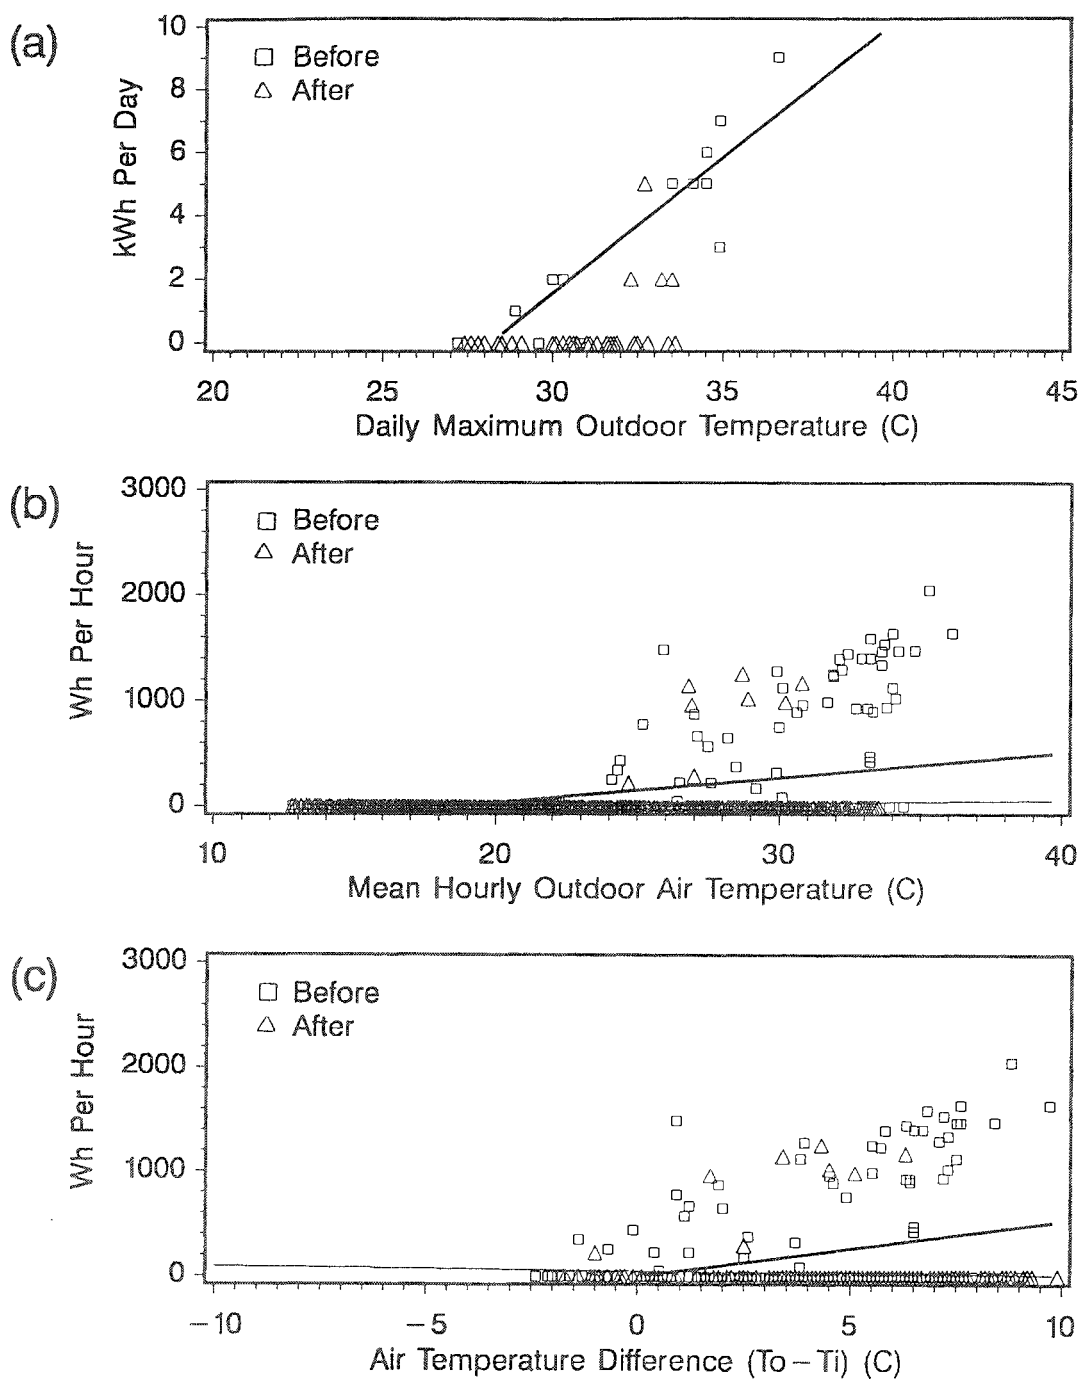 (a)
10
8
6
4
2
0
kWh Per Day
□ Before
△ After
20 25 30 35 40 45
Daily Maximum Outdoor Temperature (C)
(b)
3000
2000
1000
0
Wh Per Hour
□ Before
△ After
10 20 30 40
Mean Hourly Outdoor Air Temperature (C)
(c)
3000
2000
1000
0
Wh Per Hour
□ Before
△ After
−10 −5 0 5 10
Air Temperature Difference (To−Ti) (C)